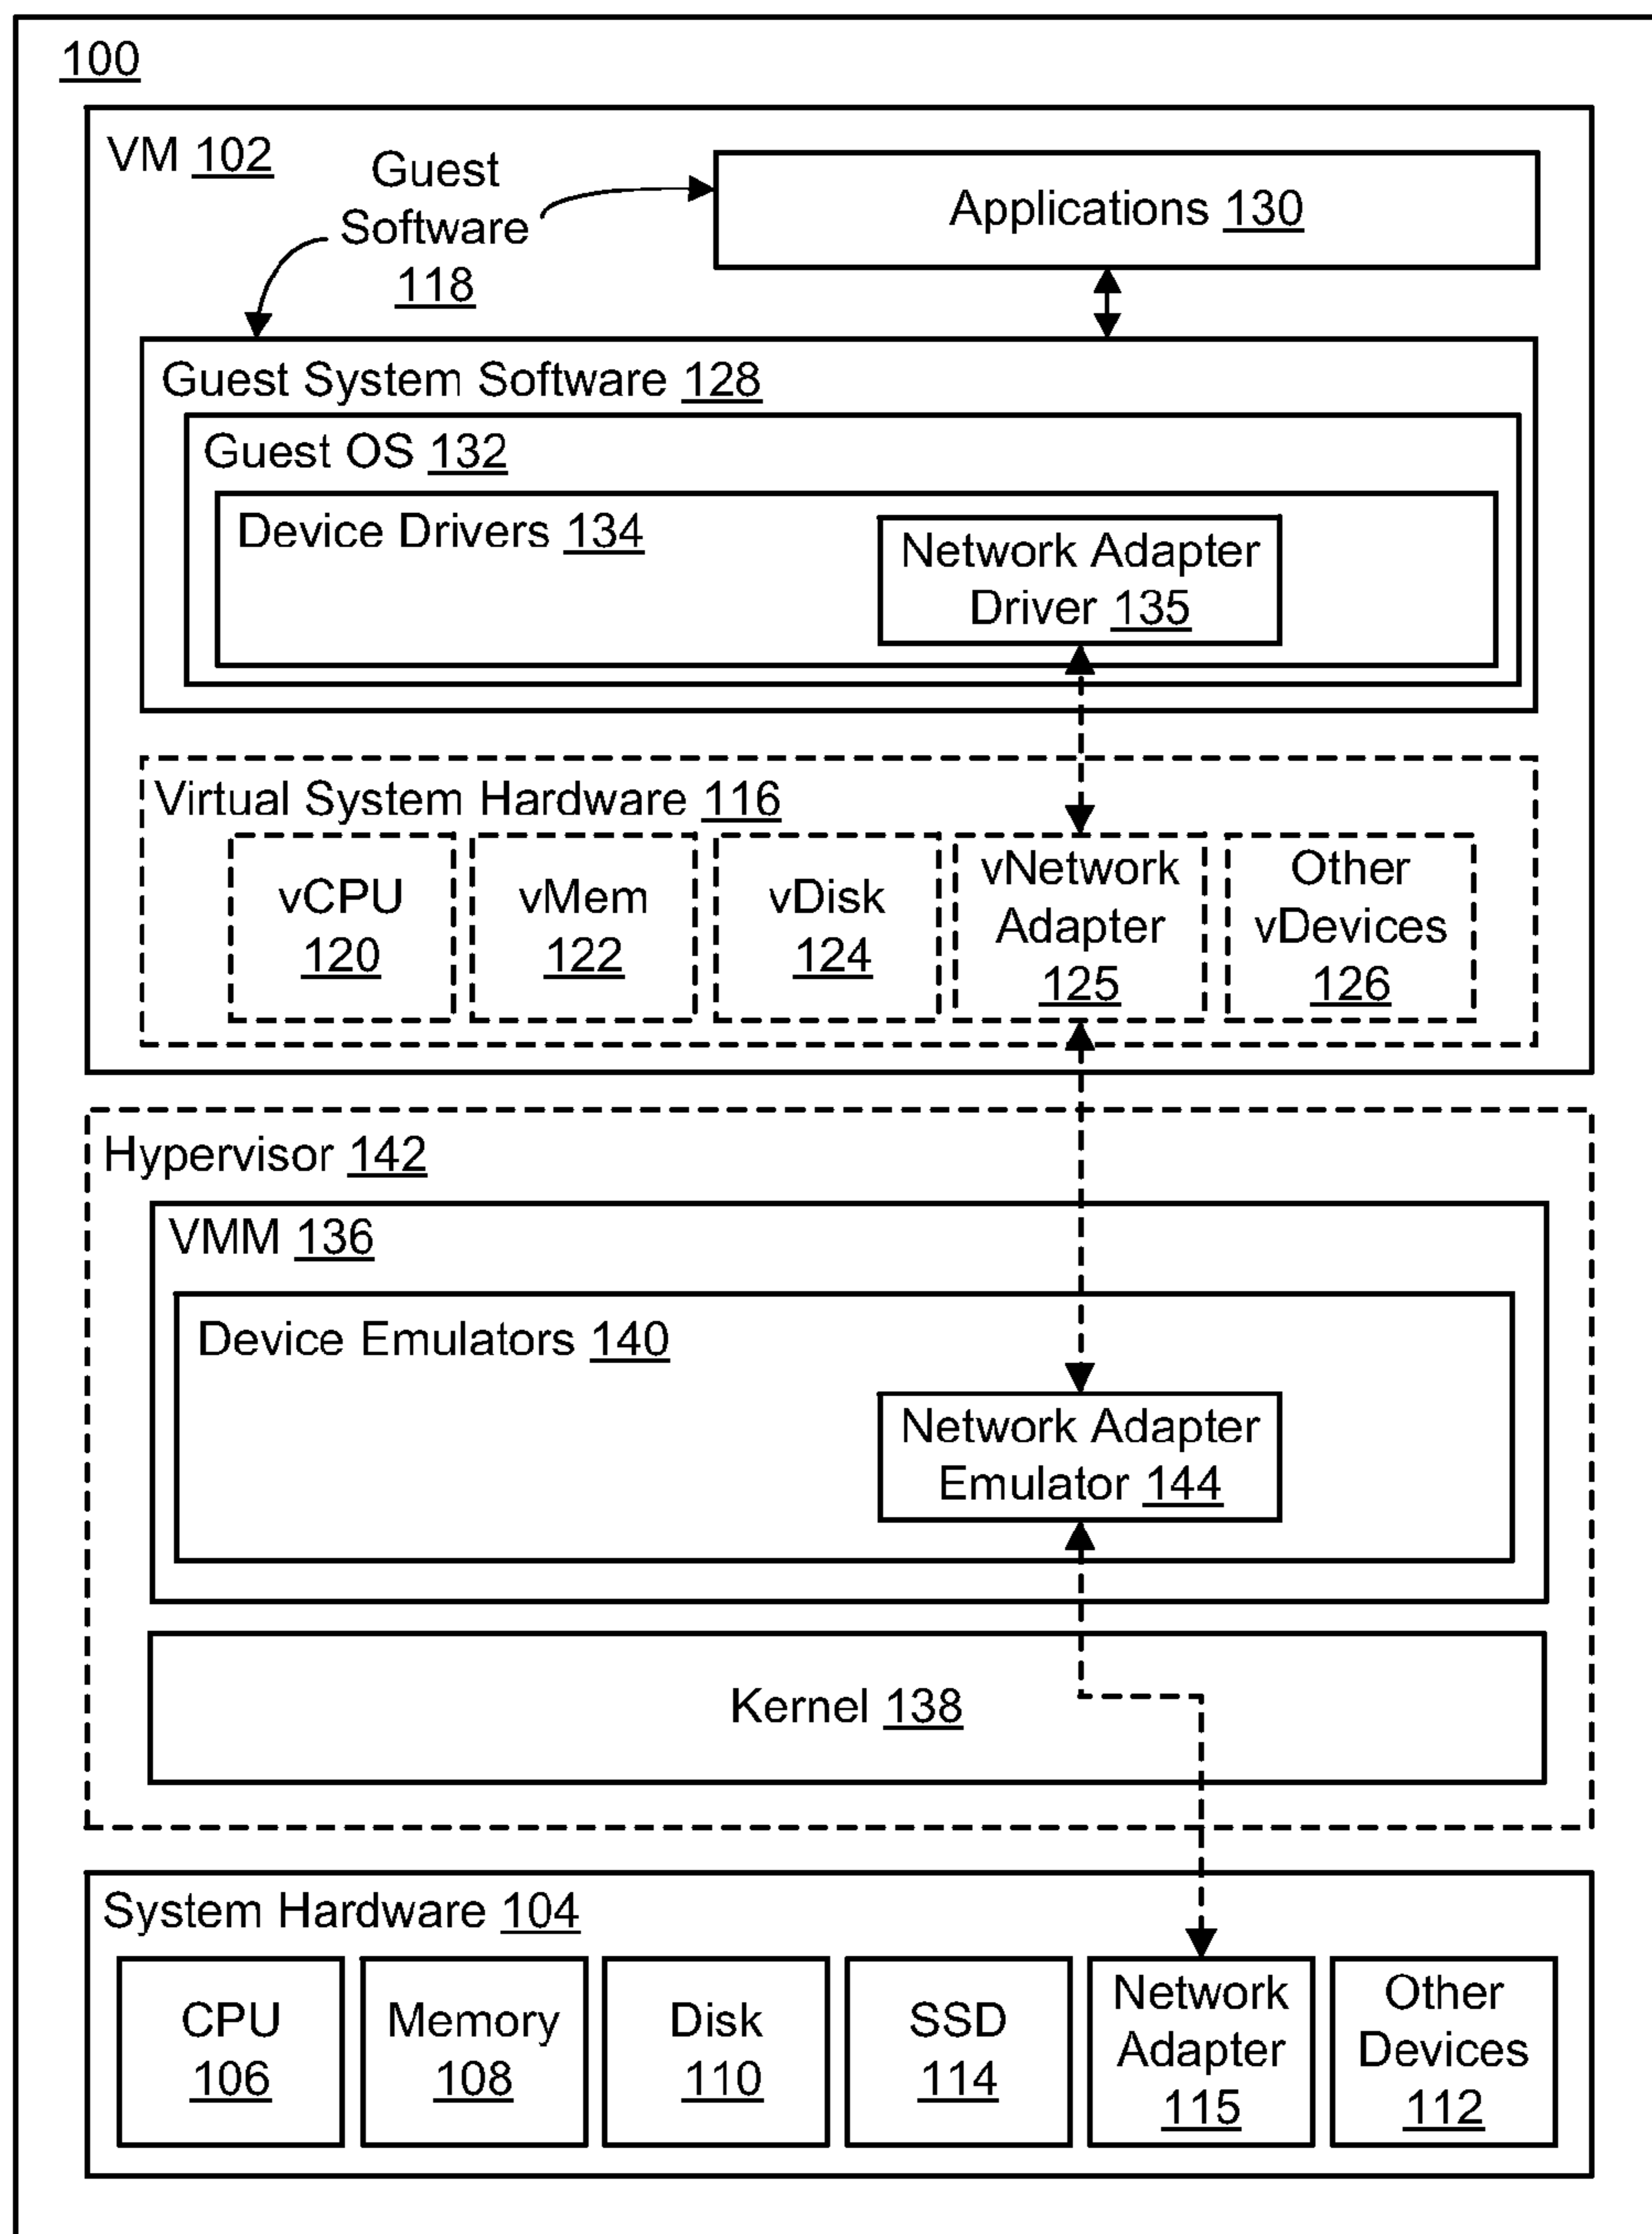 100
VM 102
Guest
Software
118
Applications 130
Guest System Software 128
Guest OS 132
Device Drivers 134
Network Adapter
Driver 135
Virtual System Hardware 116
vCPU
120
vMem
122
vDisk
124
vNetwork
Adapter
125
Other
vDevices
126
Hypervisor 142
VMM 136
Device Emulators 140
Network Adapter
Emulator 144
Kernel 138
System Hardware 104
CPU
106
Memory
108
Disk
110
SSD
114
Network
Adapter
115
Other
Devices
112